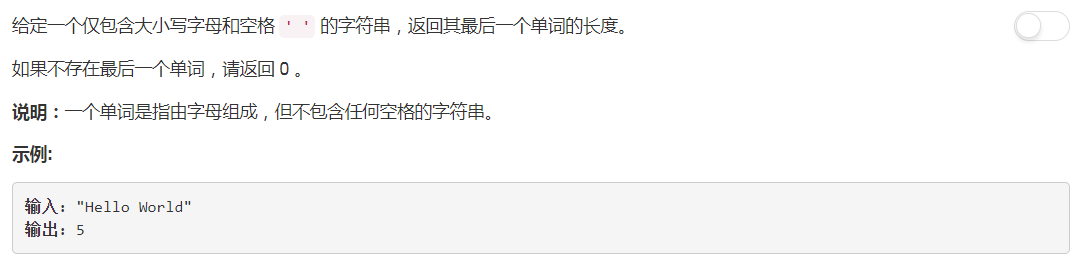 给定一个仅包含大小写字母和空格 ' ' 的字符串，返回其最后一个单词的长度。
如果不存在最后一个单词，请返回 0 。
说明：一个单词是指由字母组成，但不包含任何空格的字符串。
示例:
输入: "Hello World"
输出: 5